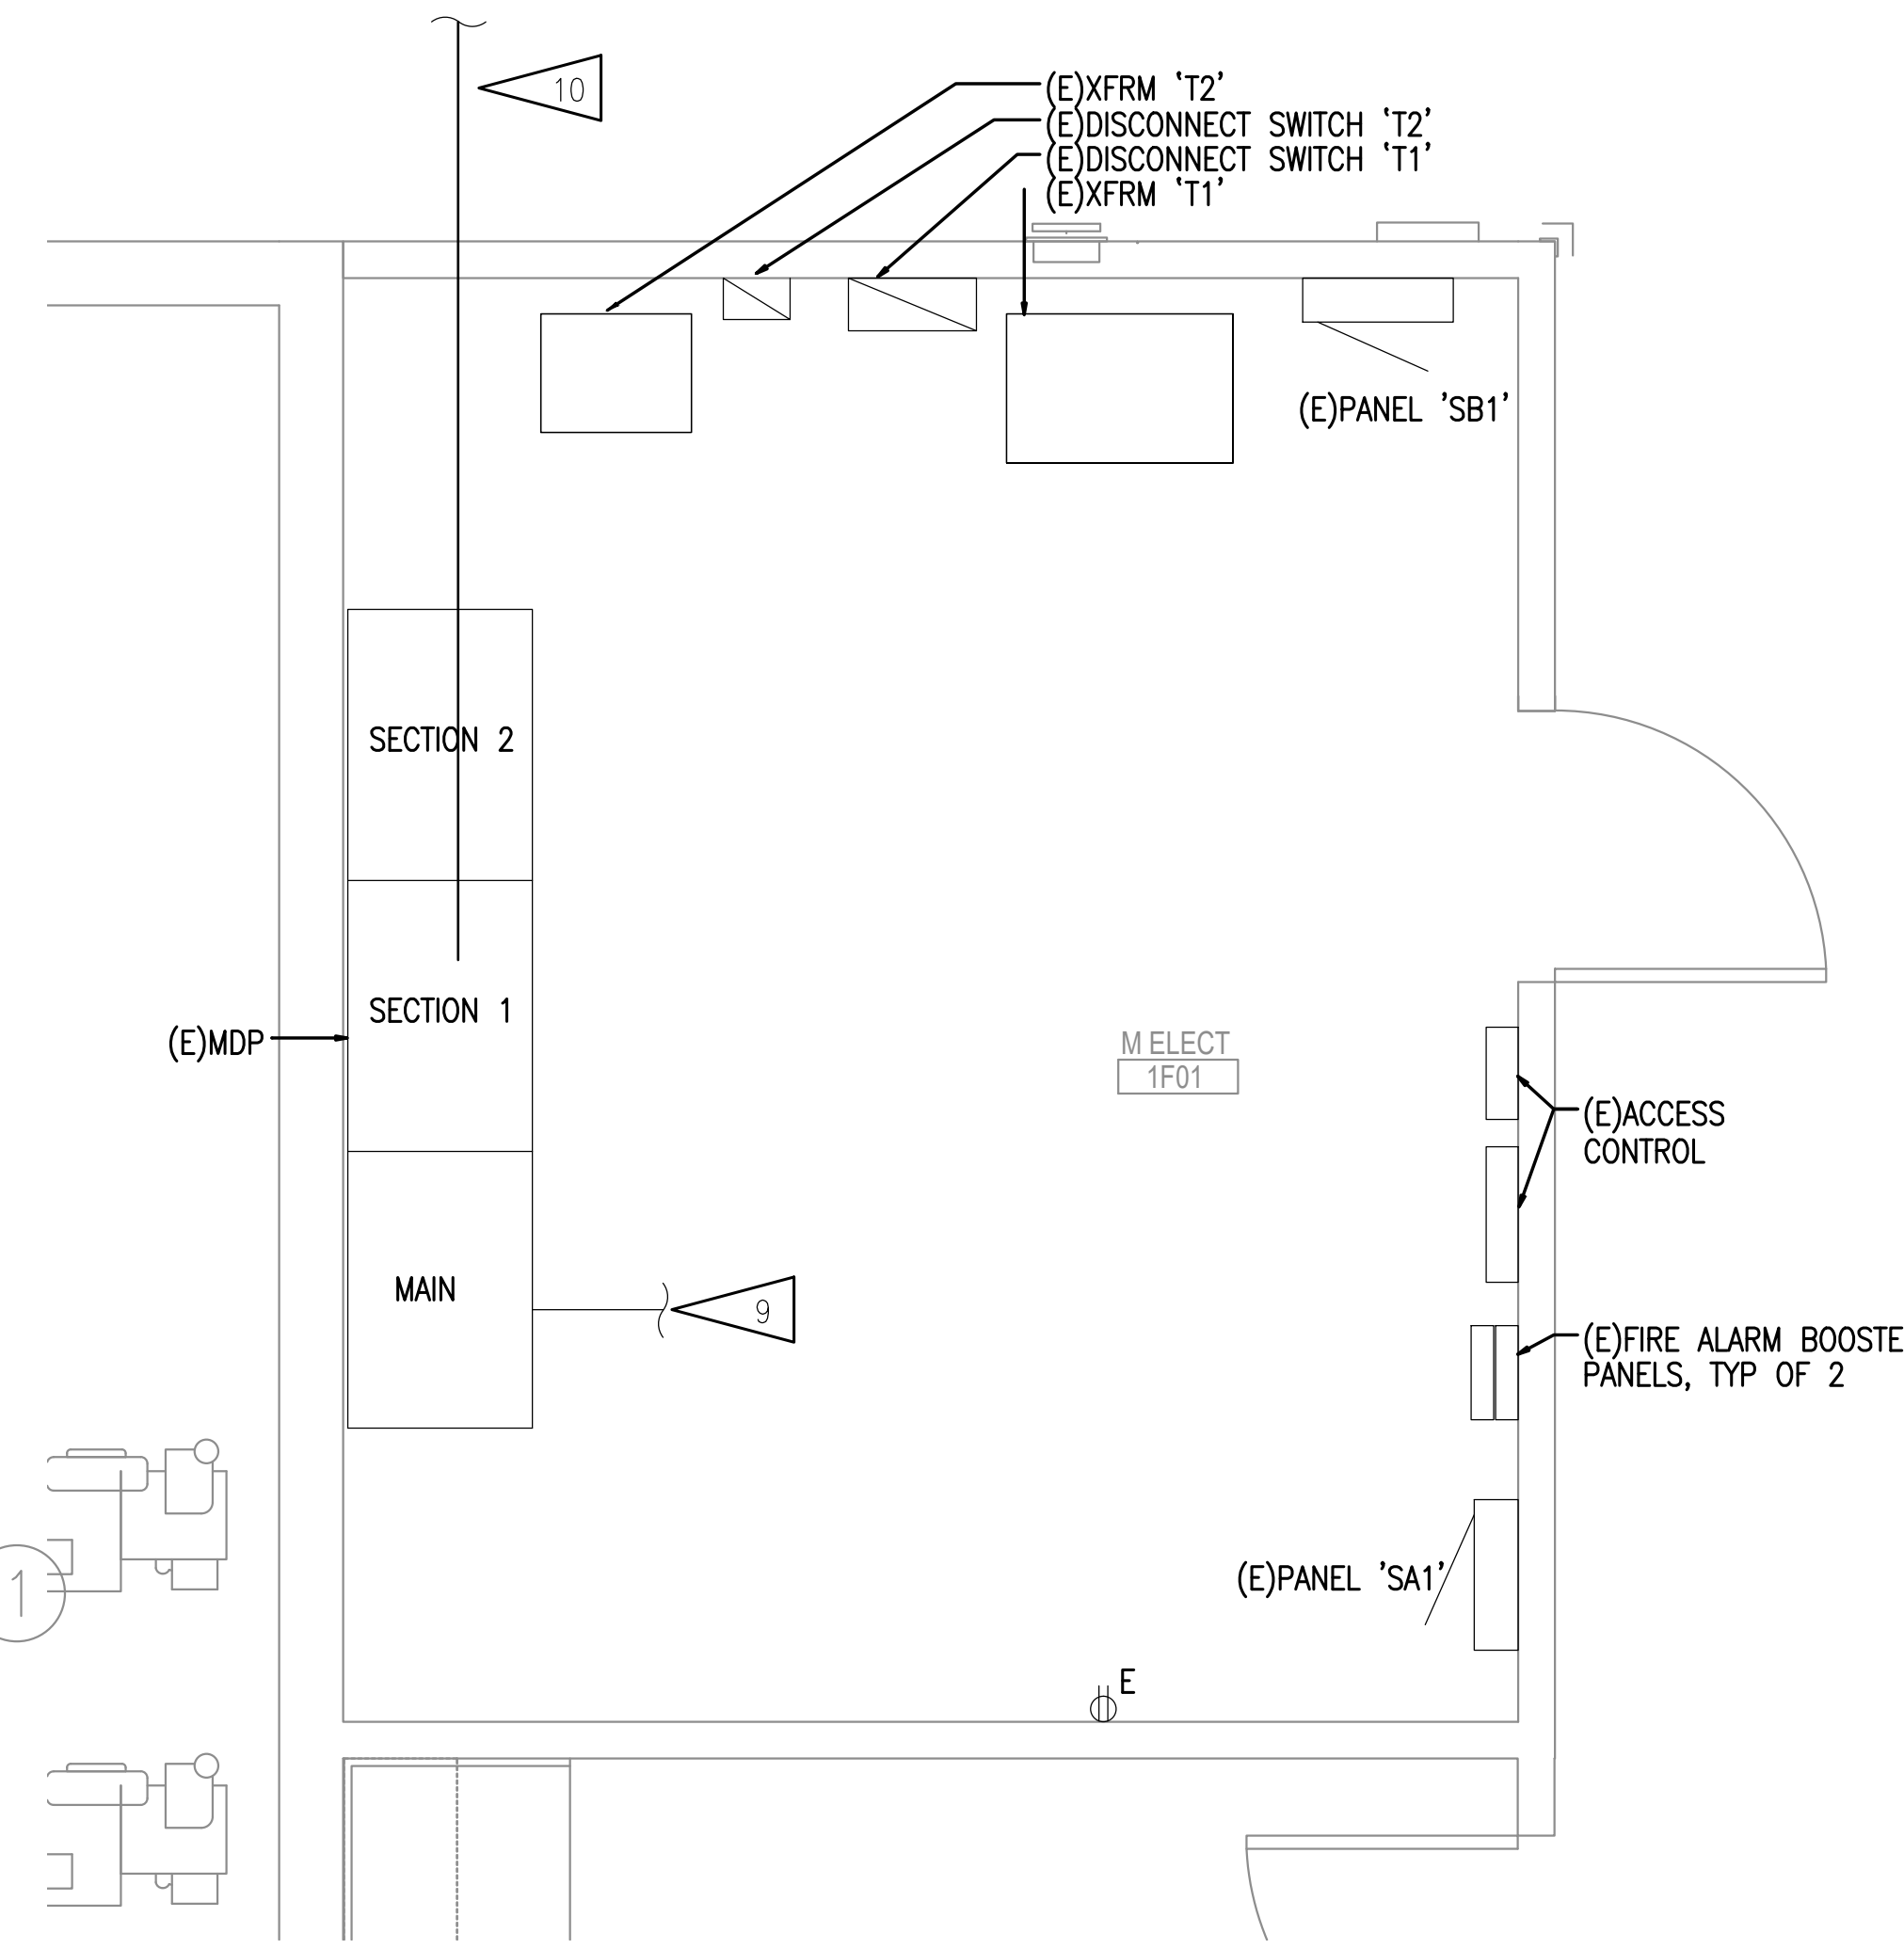 10
(E)XFRM ‘T2’
(E)DISCONNECT SWITCH ‘T2’
(E)DISCONNECT SWITCH ‘T1’
(E)XFRM ‘T1’
(E)PANEL ’SB1’
SECTION 2
SECTION 1
(E)MDP
M ELECT
1F01
(E)ACCESS
CONTROL
MAIN
9
(E)FIRE ALARM BOOSTE
PANELS, TYP OF 2
1
(E)PANEL ’SA1’
E